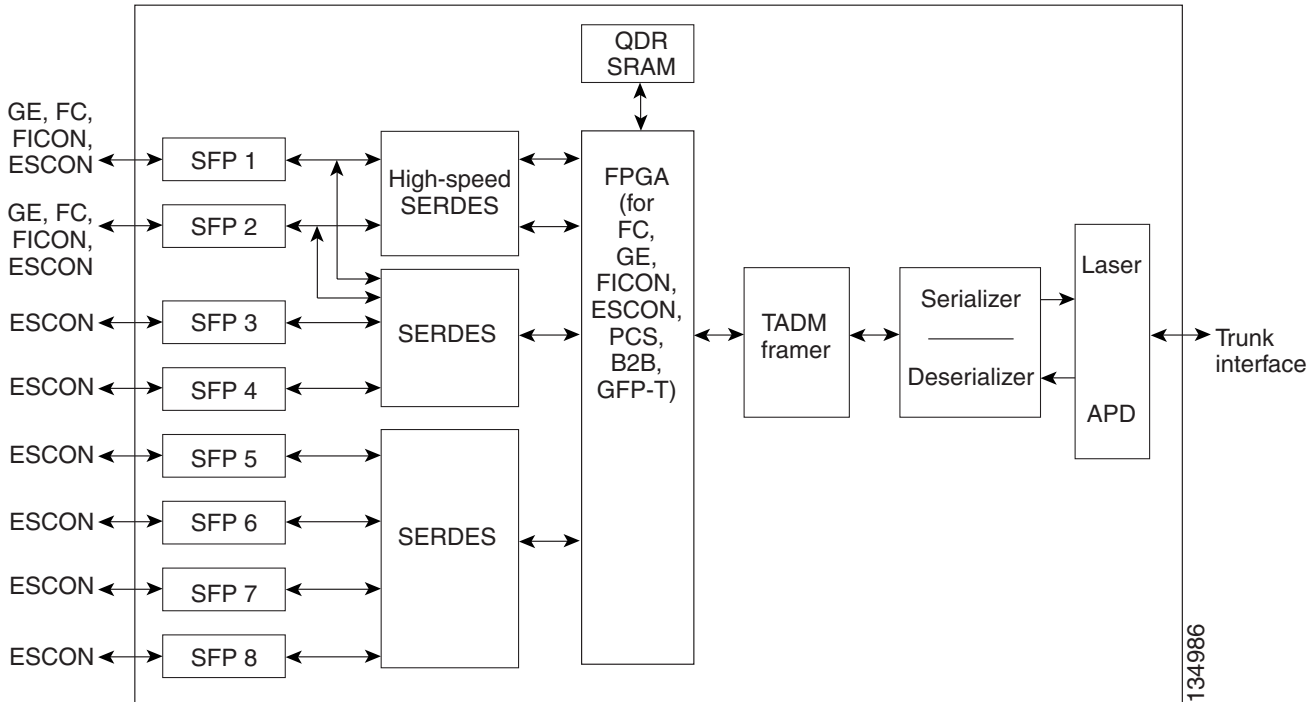 QDR
SRAM
GE, FC,
FICON,
ESCON
SFP 1
GE, FC,
FICON,
ESCON
SFP 2
ESCON
SFP 3
ESCON
SFP 4
ESCON
SFP 5
ESCON
SFP 6
ESCON
SFP 7
ESCON
SFP 8
High-speed
SERDES
SERDES
SERDES
FPGA
(for
FC,
GE,
FICON,
ESCON,
PCS,
B2B,
GFP-T)
TADM
framer
Serializer
Deserializer
Laser
APD
Trunk
interface
134986